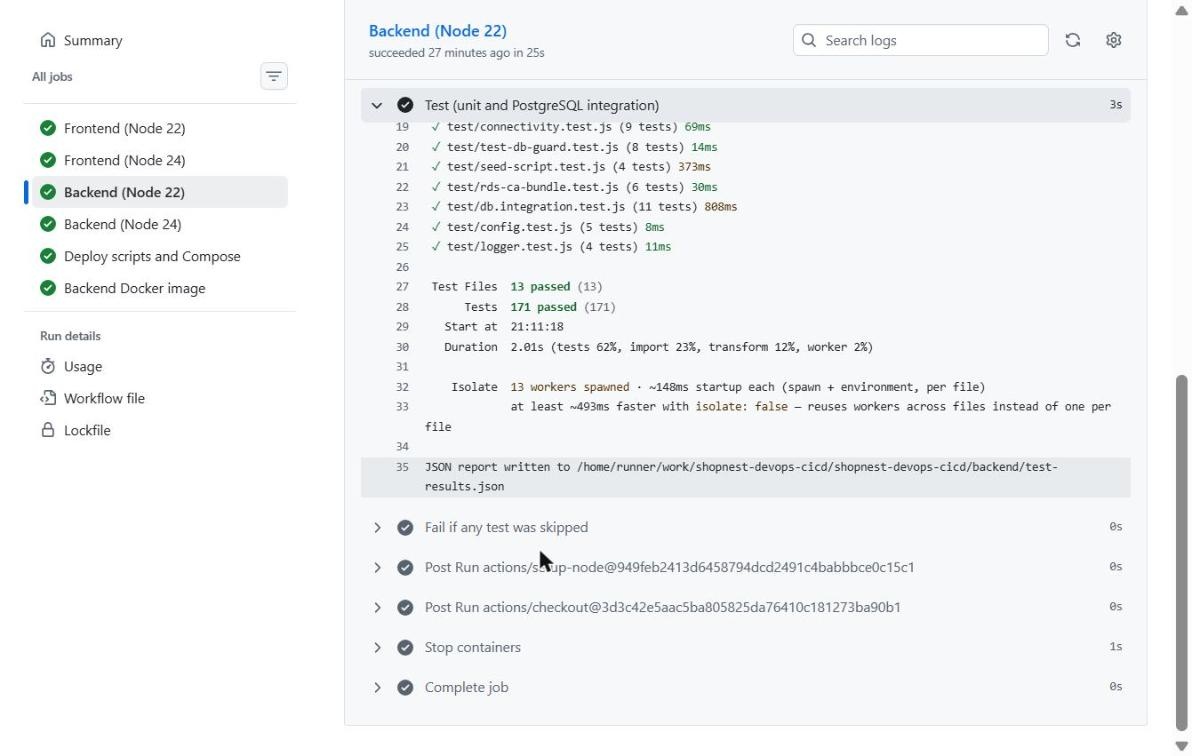 Summary
All jobs
Frontend (Node 22)
Frontend (Node 24)
Backend (Node 22)
Backend (Node 24)
Deploy scripts and Compose
Backend Docker image
Run details
Usage
Workflow file
Lockfile
Backend (Node 22)
succeeded 27 minutes ago in 25s
Search logs
Test (unit and PostgreSQL integration) 3s
19 ✓ test/connectivity.test.js (9 tests) 69ms
20 ✓ test/test-db-guard.test.js (8 tests) 14ms
21 ✓ test/seed-script.test.js (4 tests) 373ms
22 ✓ test/rds-ca-bundle.test.js (6 tests) 30ms
23 ✓ test/db.integration.test.js (11 tests) 808ms
24 ✓ test/config.test.js (5 tests) 8ms
25 ✓ test/logger.test.js (4 tests) 11ms
26
27 Test Files 13 passed (13)
28 Tests 171 passed (171)
29 Start at 21:11:18
30 Duration 2.01s (tests 62%, import 23%, transform 12%, worker 2%)
31
32 Isolate 13 workers spawned · ~148ms startup each (spawn + environment, per file)
33 at least ~493ms faster with isolate: false — reuses workers across files instead of one per
file
34
35 JSON report written to /home/runner/work/shopnest-devops-cicd/shopnest-devops-cicd/backend/test-
results.json
Fail if any test was skipped 0s
Post Run actions/setup-node@949feb2413d6458794dcd2491c4babbbce0c15c1 0s
Post Run actions/checkout@3d3c42e5aac5ba805825da76410c181273ba90b1 0s
Stop containers 1s
Complete job 0s